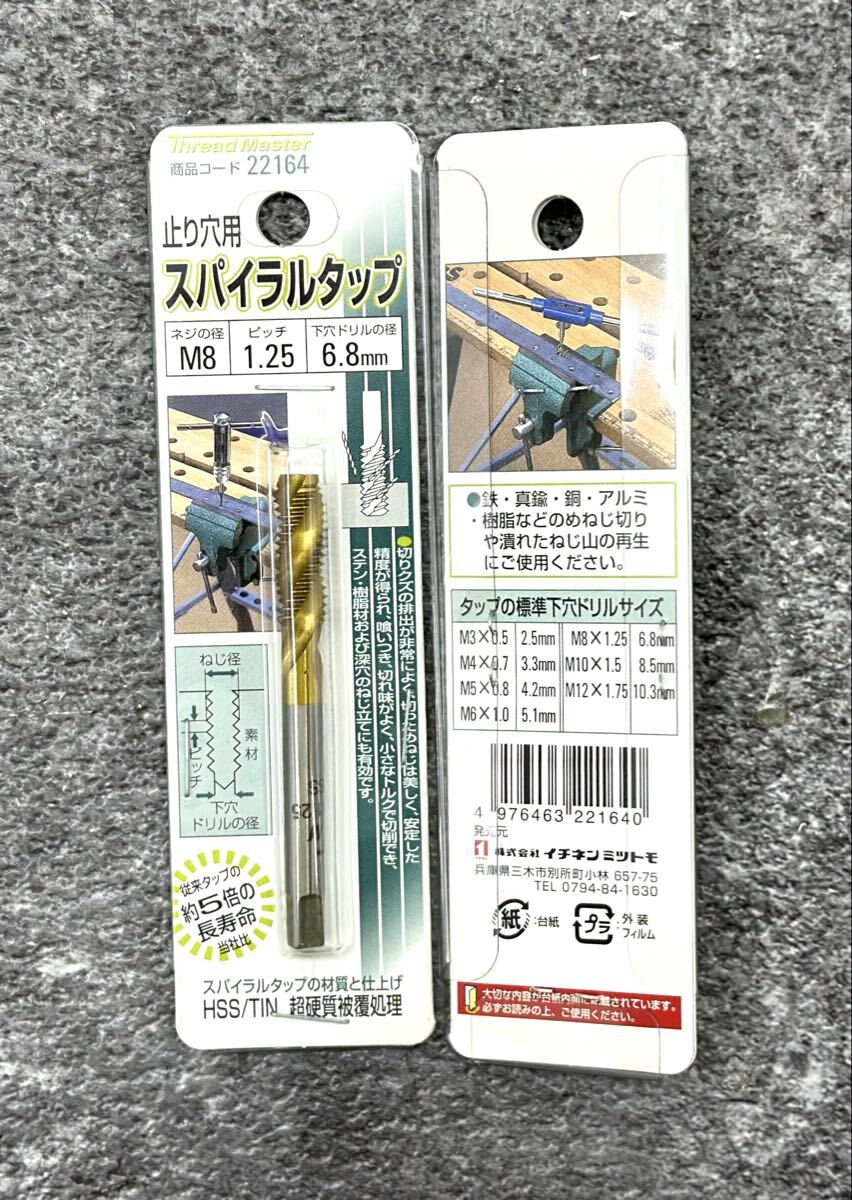 Thread Master
商品コード 22164
止り穴用
スパイラルタップ
ネジの径 ピッチ 下穴ドリルの径
M8 1.25 6.8mm
●切りクズの排出が非常によく、切っためねじは美しく、安定した
精度が得られ、喰いつき、切れ味がよく、小さなトルクで切削でき、
ステン・樹脂材および深穴のねじ立てにも有効です。
ねじ径
ピッチ
素材
下穴
ドリルの径
従来タップの
約5倍の
長寿命
当社比
スパイラルタップの材質と仕上げ
HSS/TIN 超硬質被覆処理
●鉄・真鍮・銅・アルミ
・樹脂などのめねじ切り
や潰れたねじ山の再生
にご使用ください。
タップの標準下穴ドリルサイズ
M3×0.5 2.5mm M8×1.25 6.8mm
M4×0.7 3.3mm M10×1.5 8.5mm
M5×0.8 4.2mm M12×1.75 10.3mm
M6×1.0 5.1mm
4 976463 221640
発売元
株式会社 イチネンミツトモ
兵庫県三木市別所町小林 657-75
TEL 0794-84-1630
紙 :台紙 プラ :外装フィルム
大切な内容が台紙内面に記載されています。
必ずお読みの上、ご使用ください。